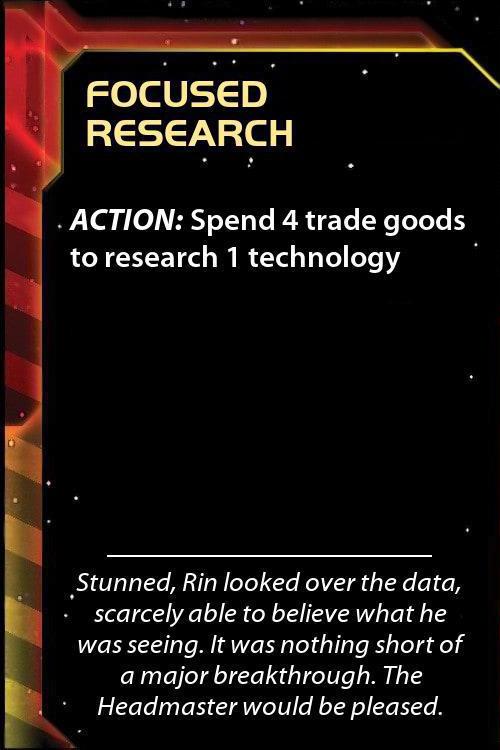 FOCUSED
RESEARCH
ACTION: Spend 4 trade goods
to research 1 technology
Stunned, Rin looked over the data,
scarcely able to believe what he
was seeing. It was nothing short of
a major breakthrough. The
Headmaster would be pleased.